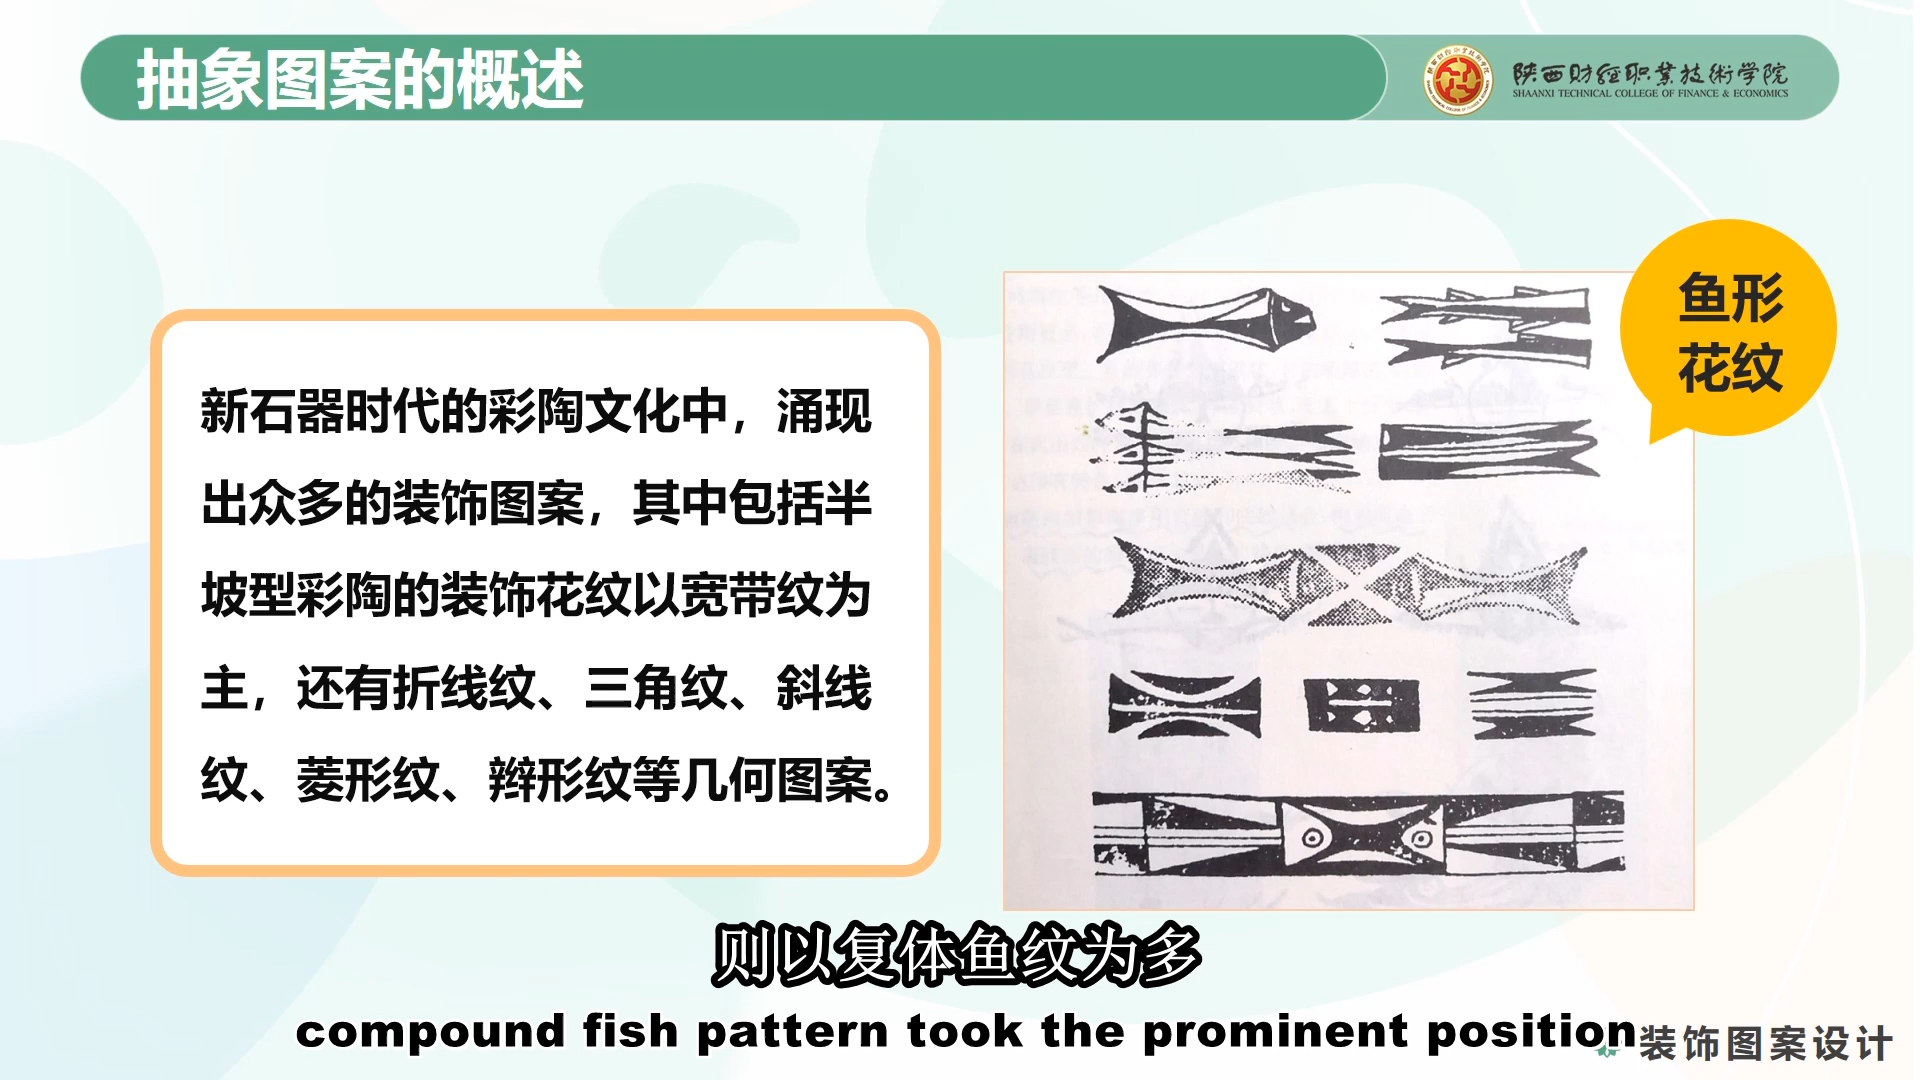 抽象图案的概述
陕西财经职业技術学院
SHAANXI TECHNICAL COLLEGE OF FINANCE & ECONOMICS
鱼形
花纹
新石器时代的彩陶文化中，涌现
出众多的装饰图案，其中包括半
坡型彩陶的装饰花纹以宽带纹为
主，还有折线纹、三角纹、斜线
纹、菱形纹、辫形纹等几何图案。
则以复体鱼纹为多
compound fish pattern took the prominent position
装饰图案设计